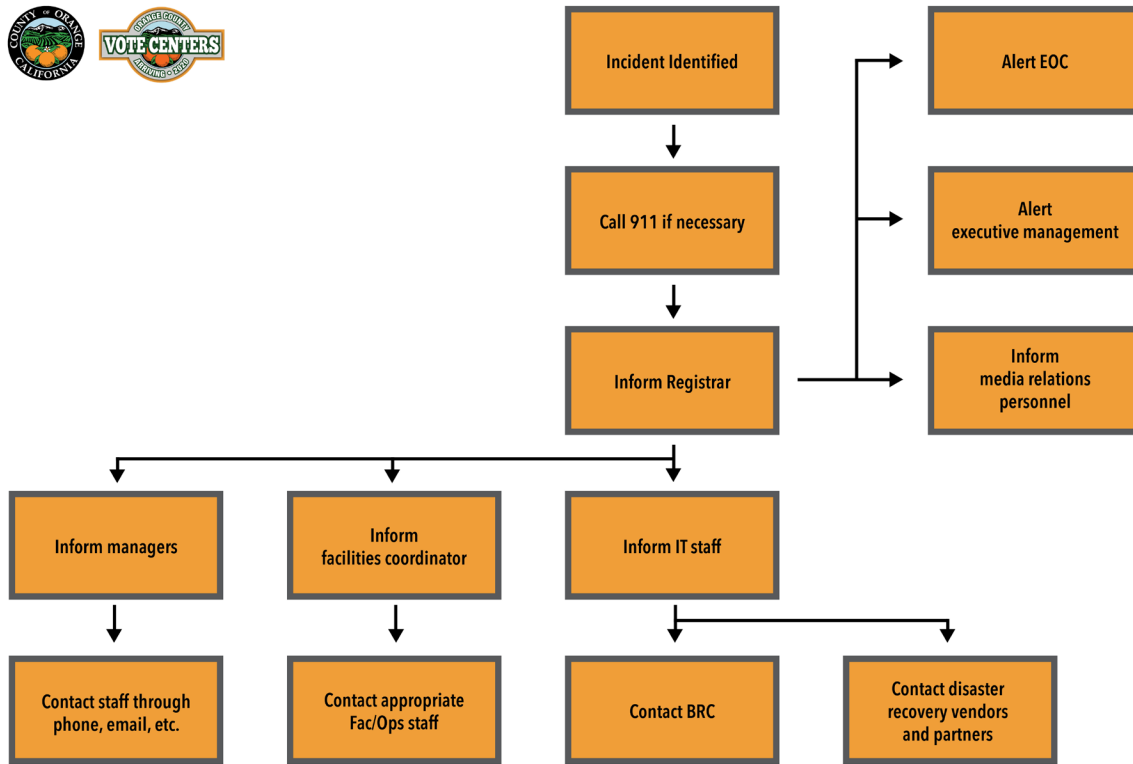 COUNTY OF ORANGE
CALIFORNIA
ORANGE COUNTY
VOTE CENTERS
ARRIVING • 2020
Incident Identified
Alert EOC
Call 911 if necessary
Alert
executive management
Inform Registrar
Inform
media relations
personnel
Inform managers
Inform
facilities coordinator
Inform IT staff
Contact staff through
phone, email, etc.
Contact appropriate
Fac/Ops staff
Contact BRC
Contact disaster
recovery vendors
and partners